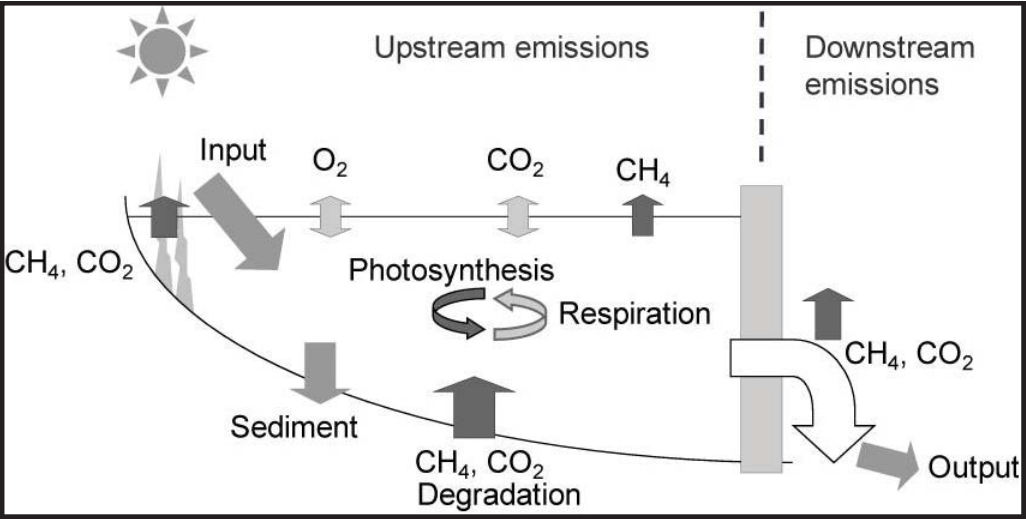 Upstream emissions
Downstream
emissions
Input
O₂
CO₂
CH₄
CH₄, CO₂
Photosynthesis
Respiration
CH₄, CO₂
Sediment
CH₄, CO₂
Degradation
Output